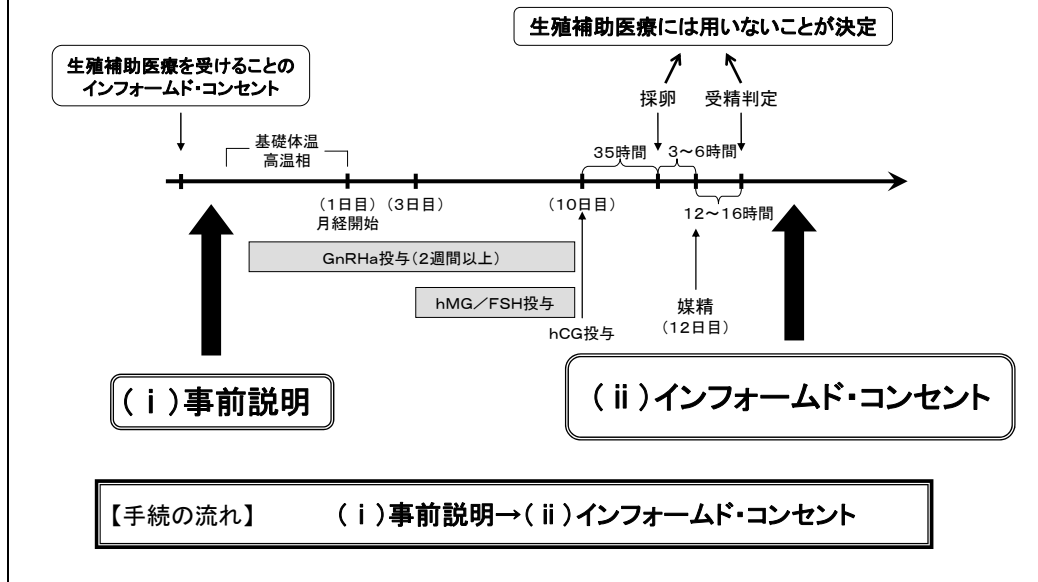 生殖補助医療には用いないことが決定
生殖補助医療を受けることの
インフォームド・コンセント
採卵
受精判定
基礎体温
高温相
35時間
3~6時間
(1日目)
月経開始
(3日目)
(10日目)
12~16時間
GnRHa投与(2週間以上)
hMG/FSH投与
hCG投与
媒精
(12日目)
(ⅰ)事前説明
(ⅱ)インフォームド・コンセント
【手続の流れ】 (ⅰ)事前説明→(ⅱ)インフォームド・コンセント